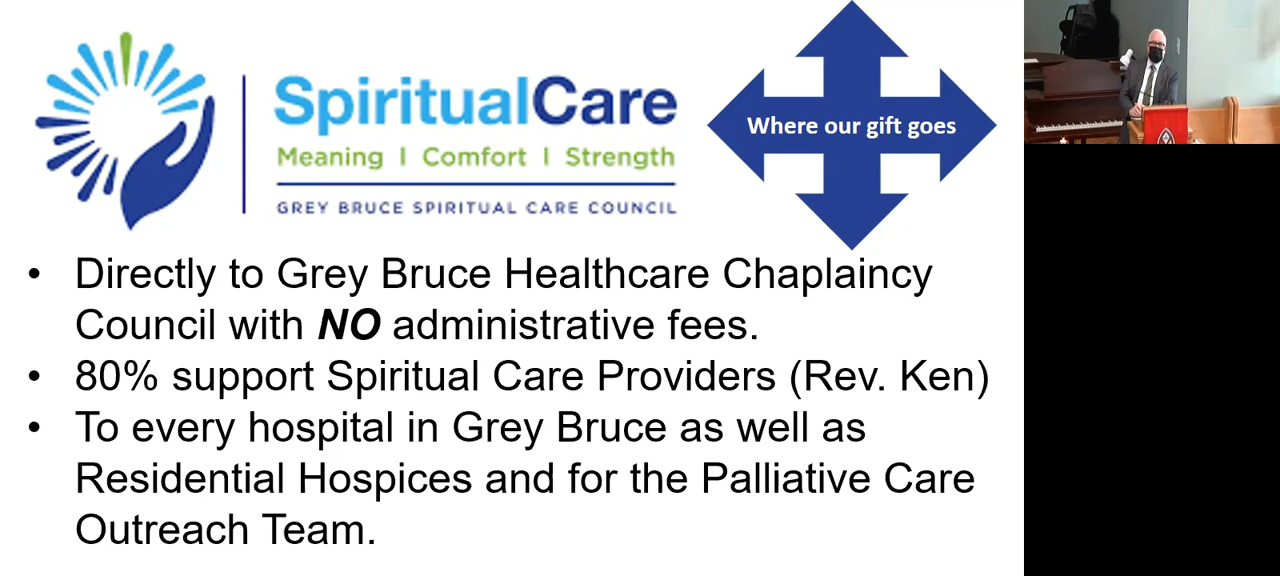 SpiritualCare
Meaning | Comfort | Strength
GREY BRUCE SPIRITUAL CARE COUNCIL
Where our gift goes
• Directly to Grey Bruce Healthcare Chaplaincy
Council with NO administrative fees.
• 80% support Spiritual Care Providers (Rev. Ken)
• To every hospital in Grey Bruce as well as
Residential Hospices and for the Palliative Care
Outreach Team.